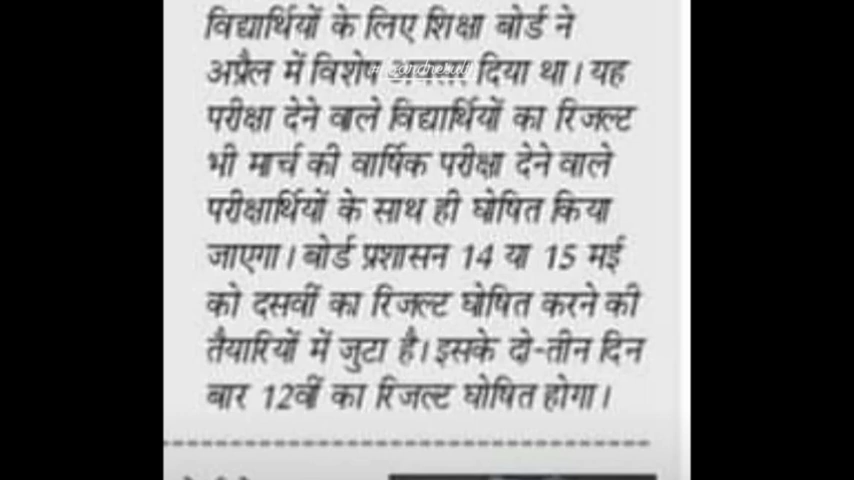 विद्यार्थियों के लिए शिक्षा बोर्ड ने
अप्रैल में विशेष दिया था। यह
परीक्षा देने वाले विद्यार्थियों का रिजल्ट
भी मार्च की वार्षिक परीक्षा देने वाले
परीक्षार्थियों के साथ ही घोषित किया
जाएगा। बोर्ड प्रशासन 14 या 15 मई
को दसवीं का रिजल्ट घोषित करने की
तैयारियों में जुटा है। इसके दो-तीन दिन
बार 12वीं का रिजल्ट घोषित होगा।